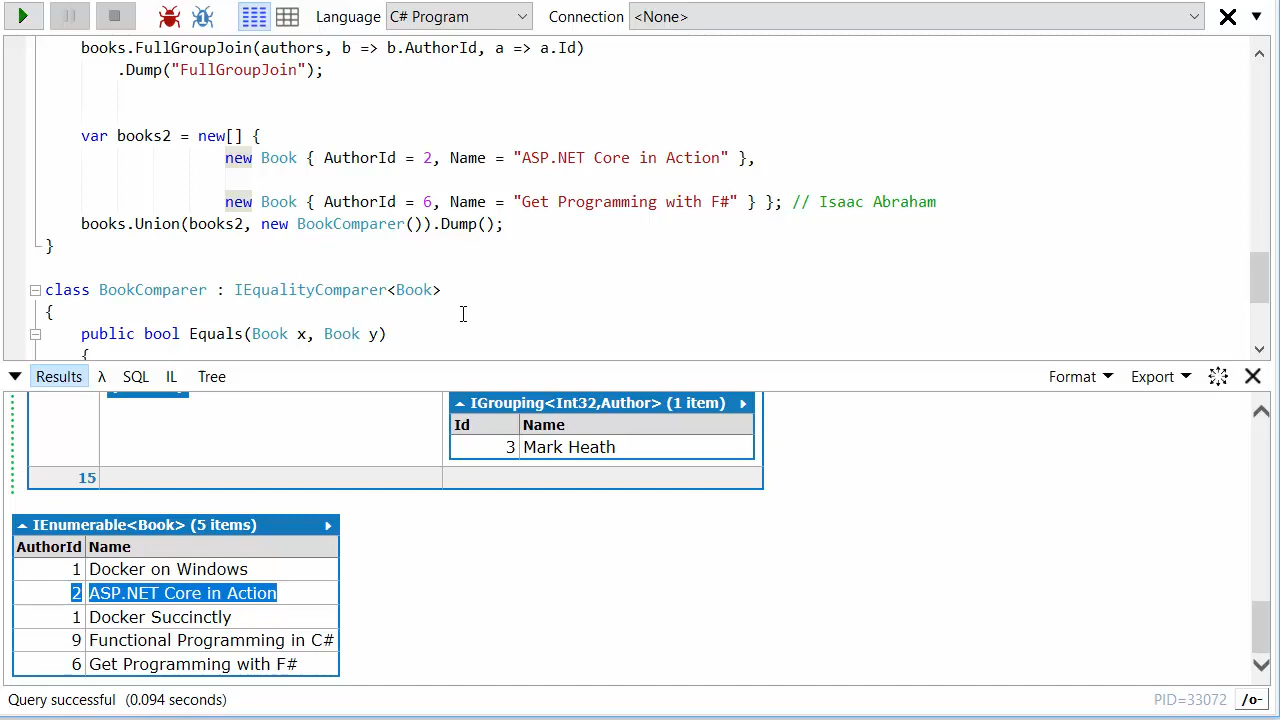 Language C# Program Connection <None>
books.FullGroupJoin(authors, b => b.AuthorId, a => a.Id)
.Dump("FullGroupJoin");
var books2 = new[] {
new Book { AuthorId = 2, Name = "ASP.NET Core in Action" },
new Book { AuthorId = 6, Name = "Get Programming with F#" } }; // Isaac Abraham
books.Union(books2, new BookComparer()).Dump();
}
class BookComparer : IEqualityComparer<Book>
{
public bool Equals(Book x, Book y)
{
Results λ SQL IL Tree Format Export
IGrouping<Int32,Author> (1 item)
Id Name
3 Mark Heath
15
IEnumerable<Book> (5 items)
AuthorId Name
1 Docker on Windows
2 ASP.NET Core in Action
1 Docker Succinctly
9 Functional Programming in C#
6 Get Programming with F#
Query successful (0.094 seconds) PID=33072 /o-